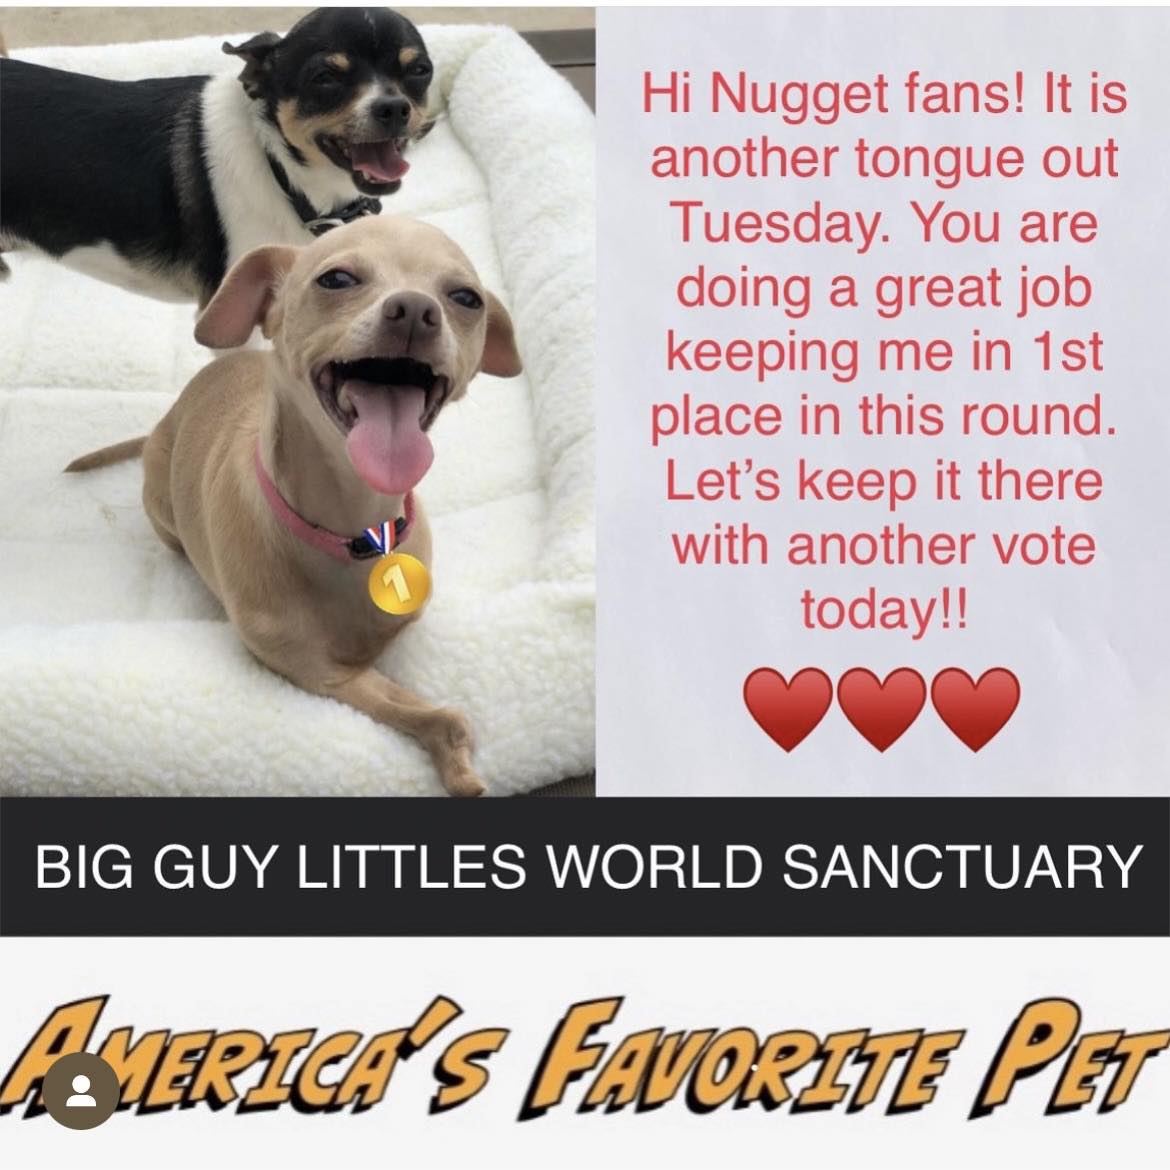 Hi Nugget fans! It is
another tongue out
Tuesday. You are
doing a great job
keeping me in 1st
place in this round.
Let's keep it there
with another vote
today!!
1
BIG GUY LITTLES WORLD SANCTUARY
AMERICA'S FAVORITE PET